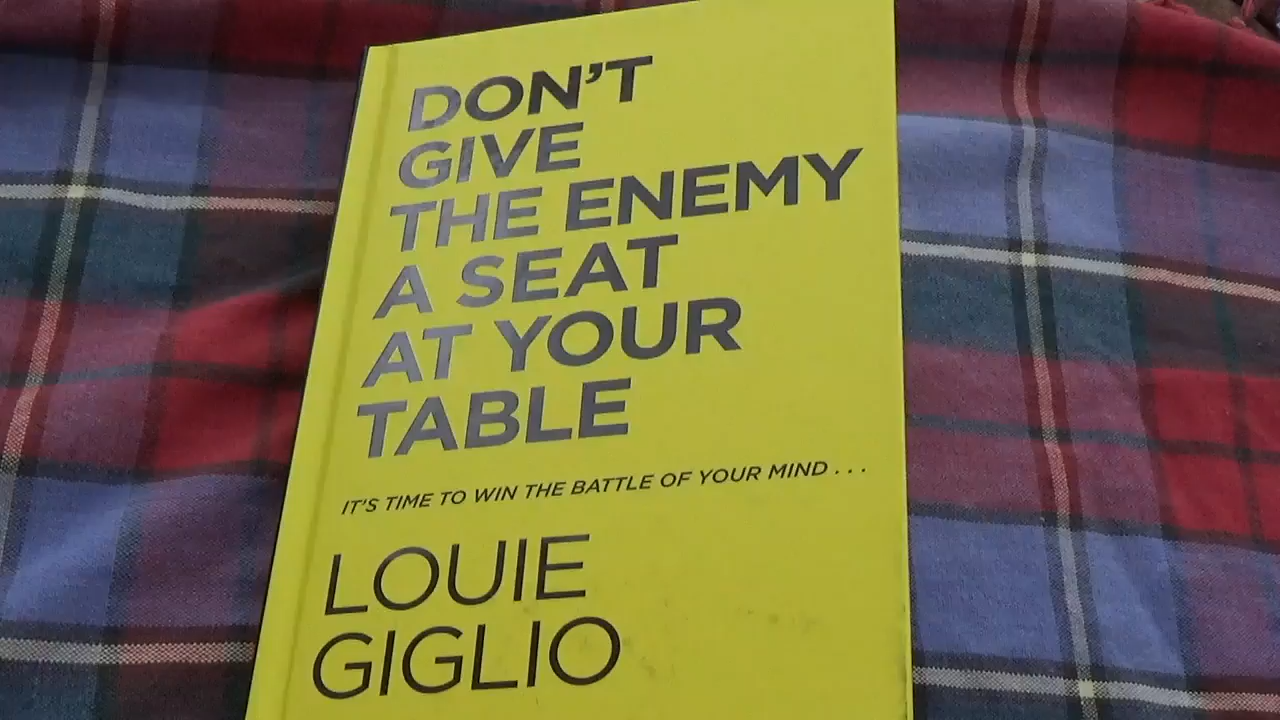 DON'T
GIVE
THE ENEMY
A SEAT
AT YOUR
TABLE
IT'S TIME TO WIN THE BATTLE OF YOUR MIND . . .
LOUIE
GIGLIO